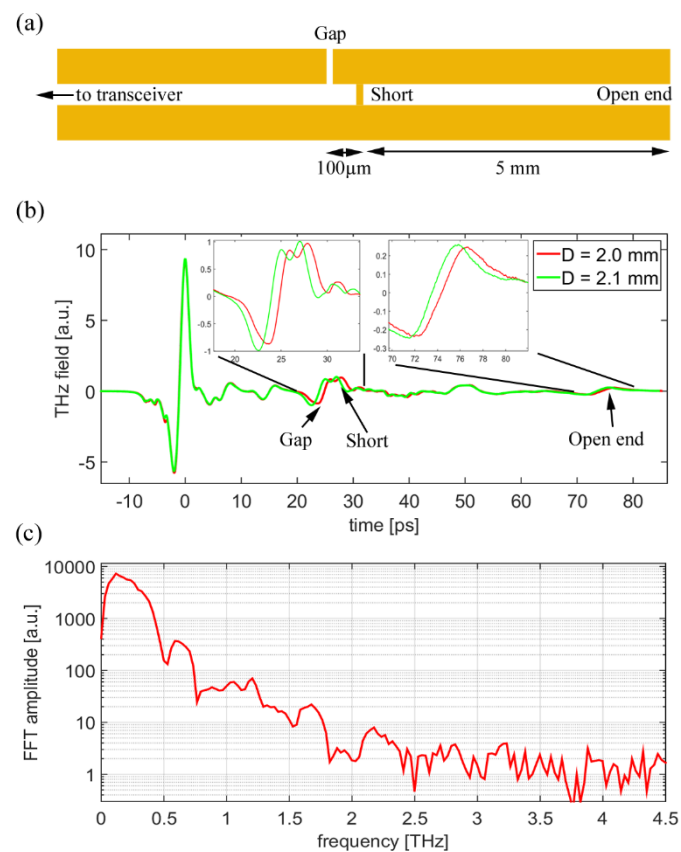 (a)
Gap
to transceiver
Short
Open end
100μm
5 mm
(b)
10
5
0
-5
THz field [a.u.]
1
0.5
0
-0.5
-1
20
25
30
0.2
0.1
0
-0.1
-0.2
-0.3
70
72
74
76
78
80
D = 2.0 mm
D = 2.1 mm
Gap
Short
Open end
-10
0
10
20
30
40
50
60
70
80
time [ps]
(c)
10000
1000
100
10
1
FFT amplitude [a.u.]
0
0.5
1
1.5
2
2.5
3
3.5
4
4.5
frequency [THz]